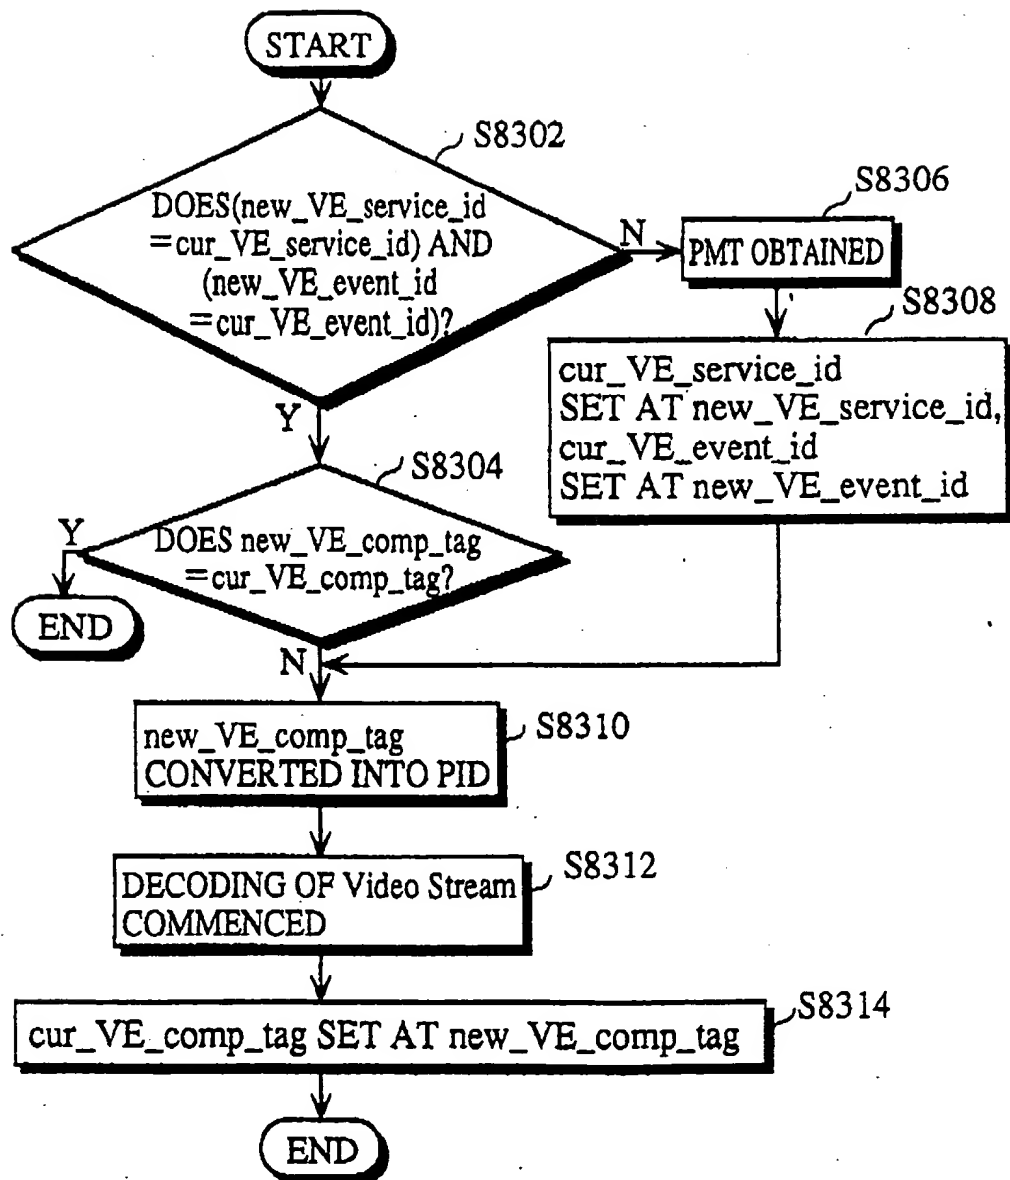 START
S8302
DOES(new_VE_service_id
=cur_VE_service_id) AND
(new_VE_event_id
=cur_VE_event_id)?
N
S8306
PMT OBTAINED
S8308
cur_VE_service_id
SET AT new_VE_service_id,
cur_VE_event_id
SET AT new_VE_event_id
Y
S8304
DOES new_VE_comp_tag
=cur_VE_comp_tag?
Y
END
N
S8310
new_VE_comp_tag
CONVERTED INTO PID
S8312
DECODING OF Video Stream
COMMENCED
S8314
cur_VE_comp_tag SET AT new_VE_comp_tag
END